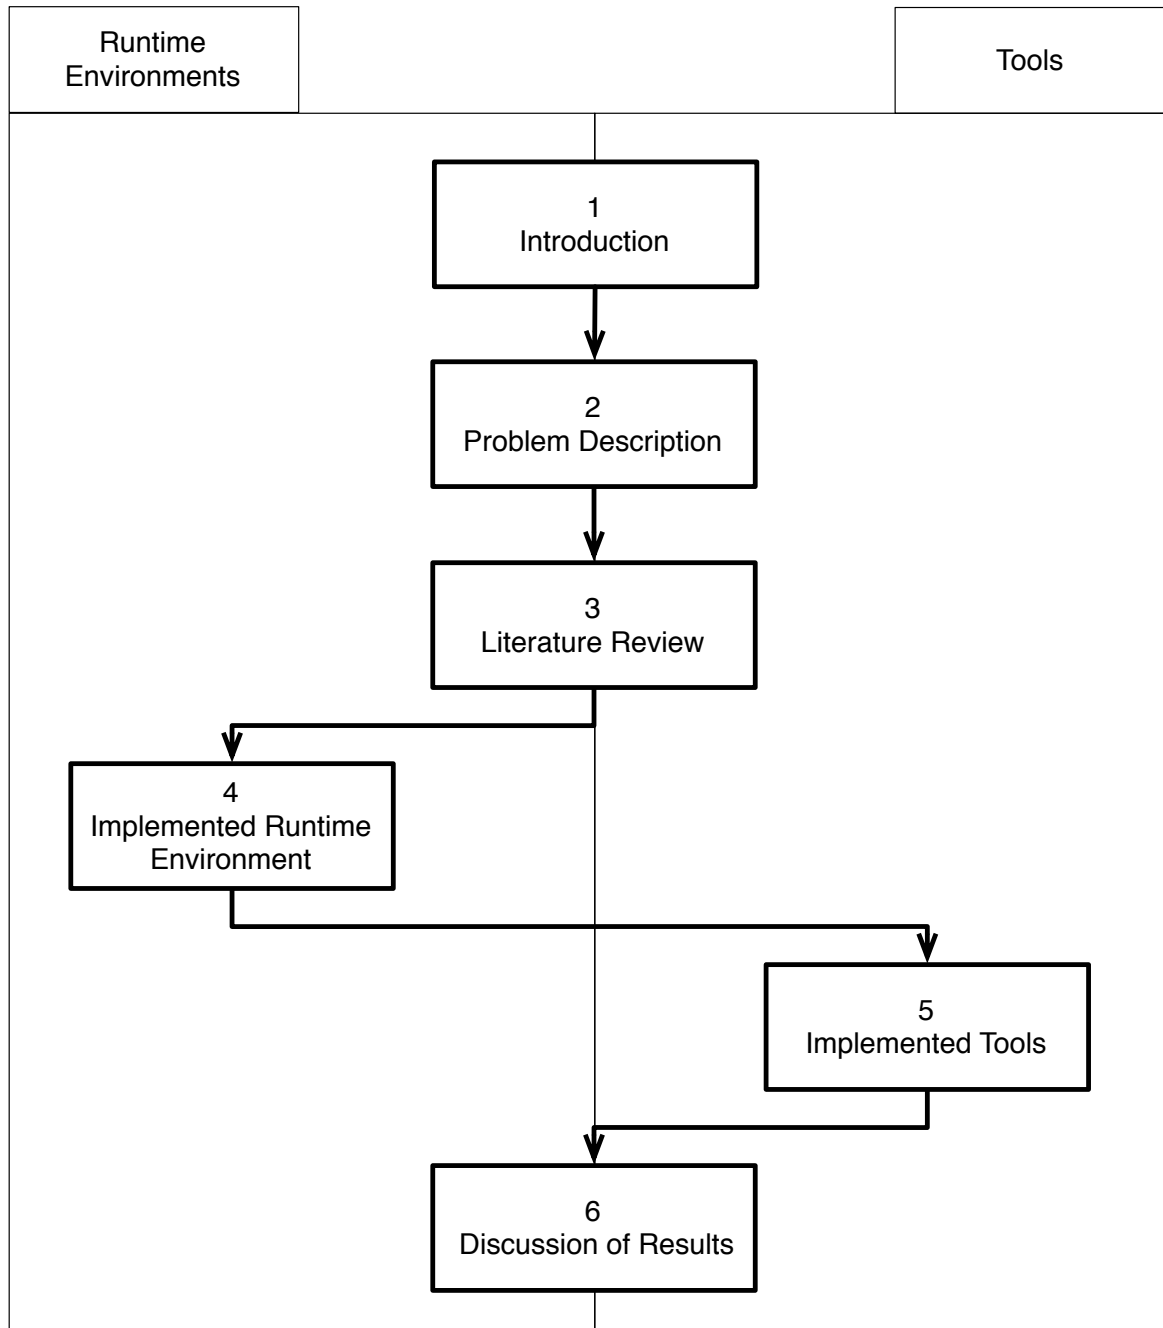 Runtime
Environments
Tools
1
Introduction
2
Problem Description
3
Literature Review
4
Implemented Runtime
Environment
5
Implemented Tools
6
Discussion of Results